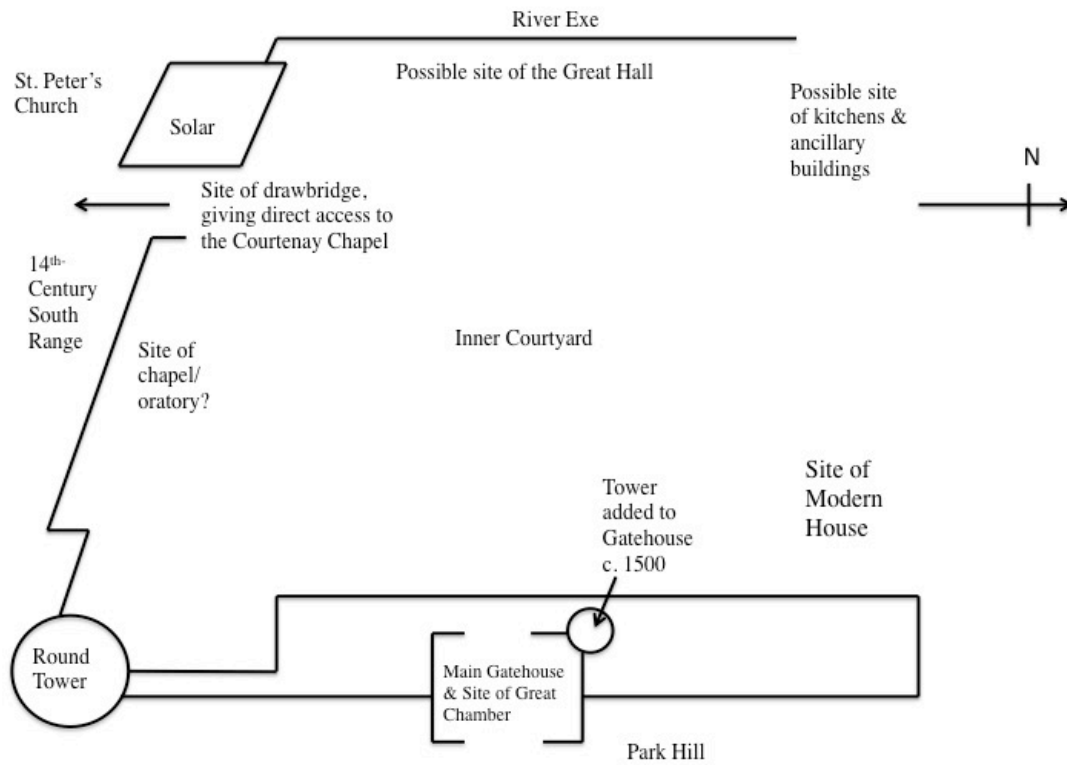 River Exe
St. Peter's
Church
Solar
Possible site of the Great Hall
Possible site
of kitchens &
ancillary
buildings
N
Site of drawbridge,
giving direct access to
the Courtenay Chapel
14th-
Century
South
Range
Site of
chapel/
oratory?
Inner Courtyard
Site of
Modern
House
Tower
added to
Gatehouse
c. 1500
Round
Tower
Main Gatehouse
& Site of Great
Chamber
Park Hill